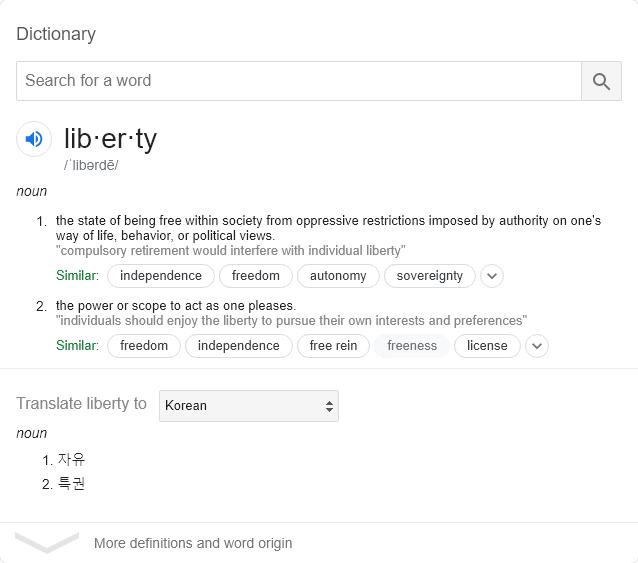 Dictionary
Search for a word
lib·er·ty
/ˈlibərdē/
noun
1. the state of being free within society from oppressive restrictions imposed by authority on one's
way of life, behavior, or political views.
"compulsory retirement would interfere with individual liberty"
Similar: independence freedom autonomy sovereignty
2. the power or scope to act as one pleases.
"individuals should enjoy the liberty to pursue their own interests and preferences"
Similar: freedom independence free rein freeness license
Translate liberty to Korean
noun
1. 자유
2. 특권
More definitions and word origin